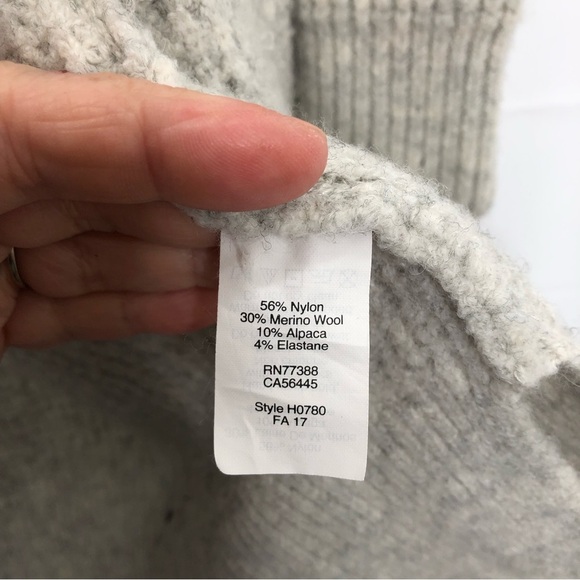 56% Nylon
30% Merino Wool
10% Alpaca
4% Elastane
RN77388
CA56445
Style H0780
FA 17